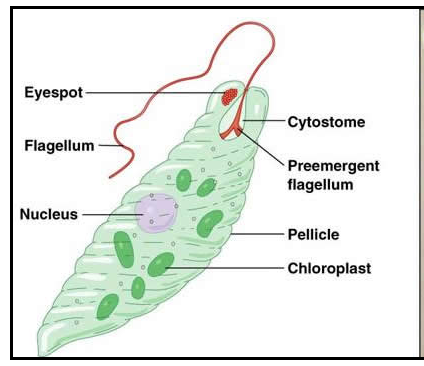 Eyespot
Cytostome
Flagellum
Preemergent
flagellum
Nucleus
Pellicle
Chloroplast